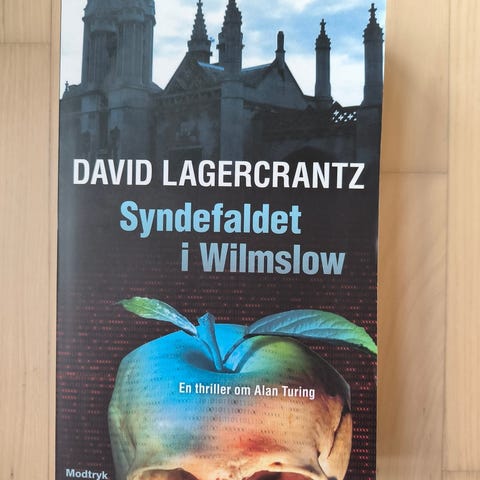 DAVID LAGERCRANTZ
Syndefaldet
i Wilmslow
En thriller om Alan Turing
Modtryk